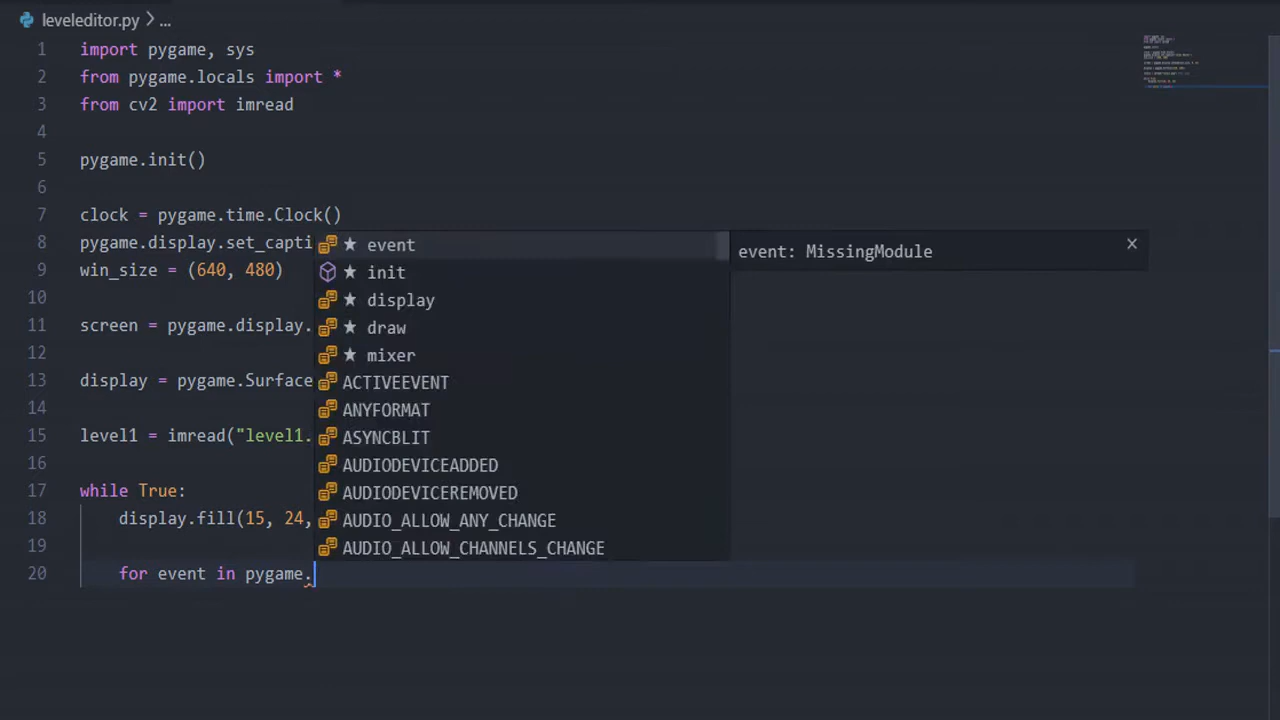 leveleditor.py > ...
1 import pygame, sys
2 from pygame.locals import *
3 from cv2 import imread
4
5 pygame.init()
6
7 clock = pygame.time.Clock()
8 pygame.display.set_capti
9 win_size = (640, 480)
10
11 screen = pygame.display.
12
13 display = pygame.Surface
14
15 level1 = imread("level1.
16
17 while True:
18 display.fill(15, 24,
19
20 for event in pygame.
★ event
★ init
★ display
★ draw
★ mixer
ACTIVEEVENT
ANYFORMAT
ASYNCBLIT
AUDIODEVICEADDED
AUDIODEVICEREMOVED
AUDIO_ALLOW_ANY_CHANGE
AUDIO_ALLOW_CHANNELS_CHANGE
event: MissingModule